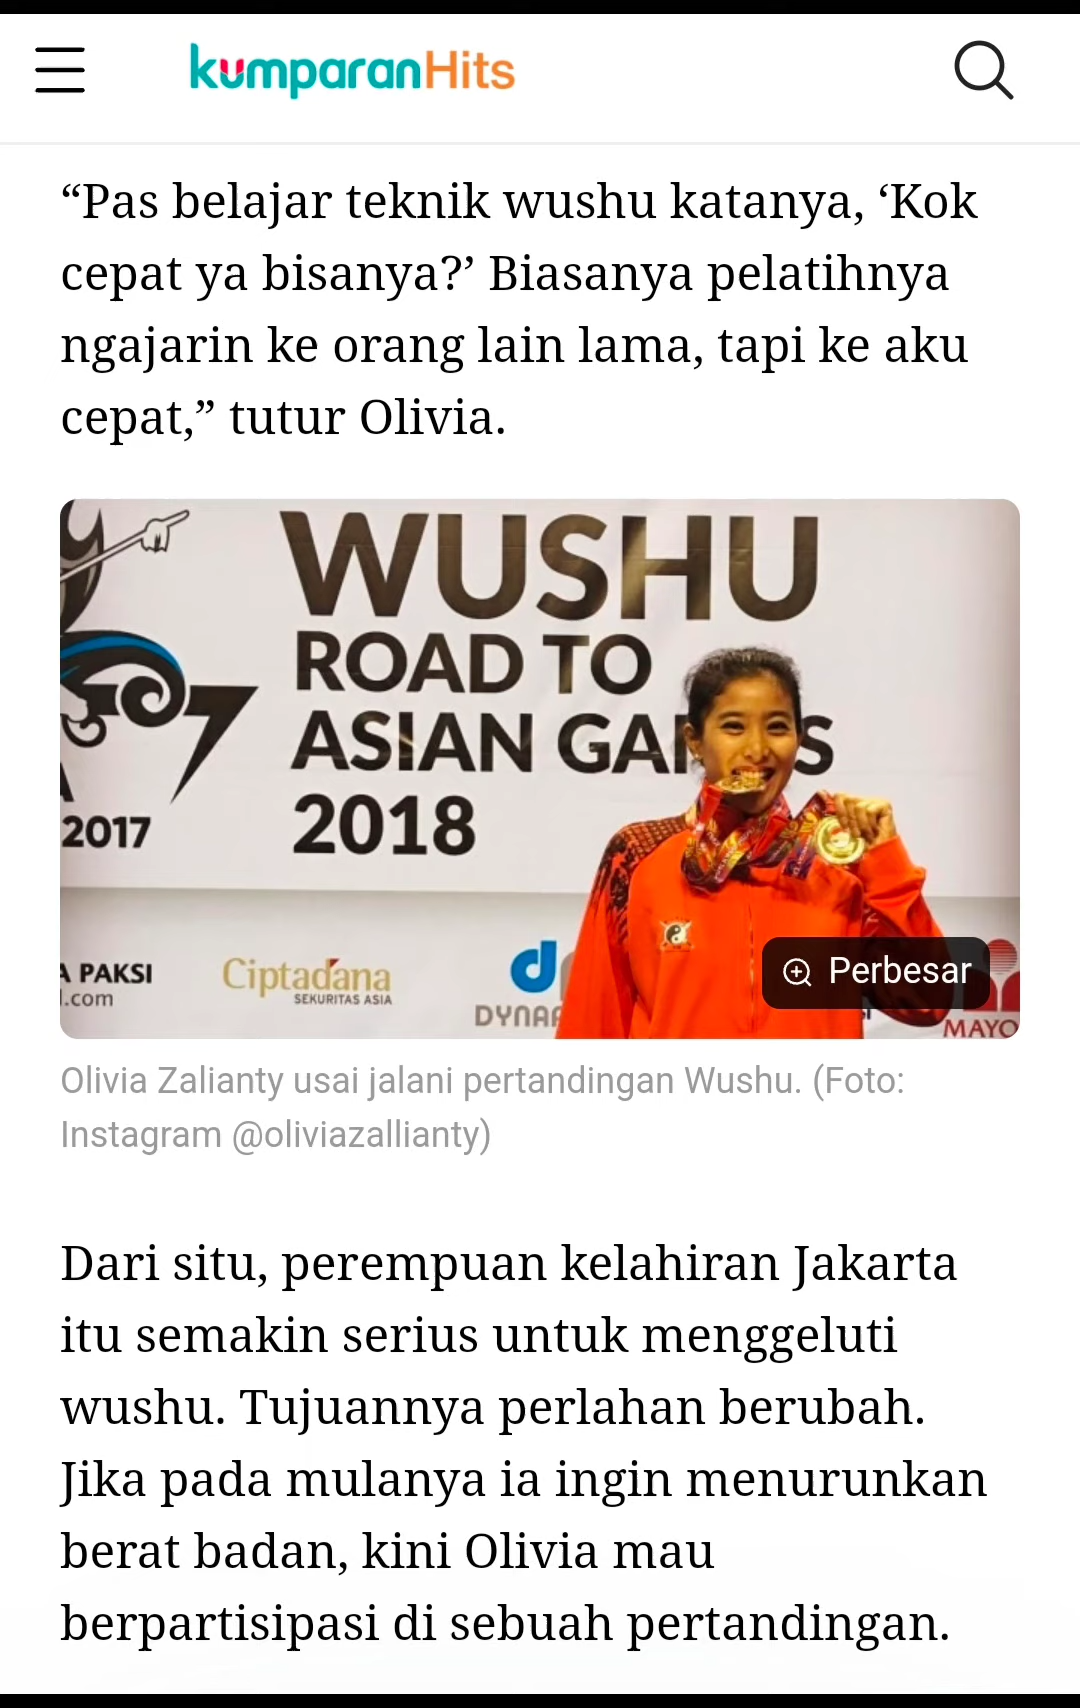 kumparanHits
“Pas belajar teknik wushu katanya, ‘Kok
cepat ya bisanya?’ Biasanya pelatihnya
ngajarin ke orang lain lama, tapi ke aku
cepat,” tutur Olivia.
WUSHU
ROAD TO
ASIAN GA S
2018
2017
A PAKSI
.com
Ciptadana
SEKURITAS ASIA
d
DYNA
Perbesar
MAYO
Olivia Zalianty usai jalani pertandingan Wushu. (Foto:
Instagram @oliviazallianty)
Dari situ, perempuan kelahiran Jakarta
itu semakin serius untuk menggeluti
wushu. Tujuannya perlahan berubah.
Jika pada mulanya ia ingin menurunkan
berat badan, kini Olivia mau
berpartisipasi di sebuah pertandingan.